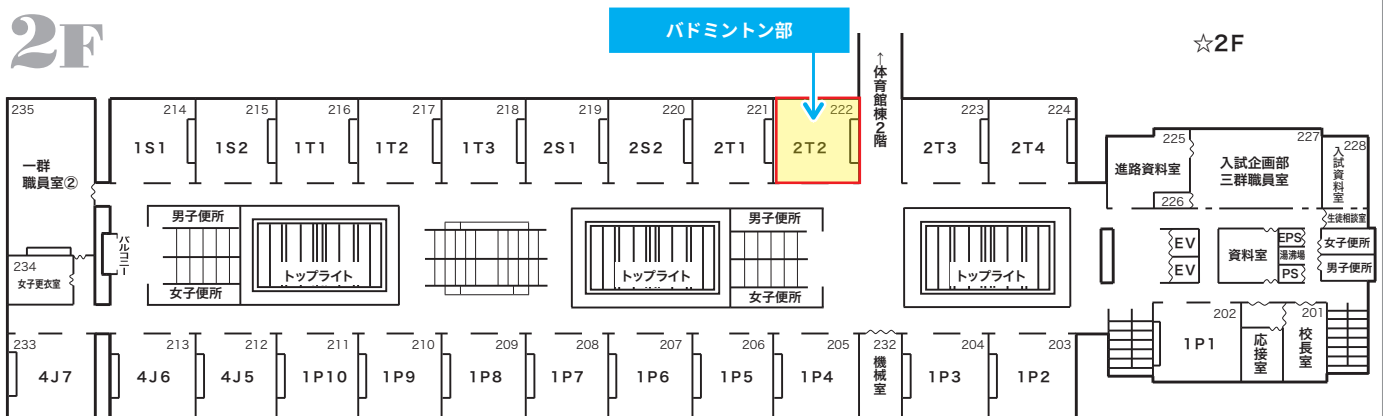 2F
バドミントン部
☆2F
↑体育館棟2階
235
一群
職員室②
214
1S1
215
1S2
216
1T1
217
1T2
218
1T3
219
2S1
220
2S2
221
2T1
222
2T2
223
2T3
224
2T4
225
進路資料室
226
227
入試企画部
三群職員室
228
入試資料室
生徒相談室
バルコニー
男子便所
女子便所
トップライト
トップライト
男子便所
女子便所
トップライト
EV
EV
資料室
EPS
湯沸場
PS
女子便所
男子便所
234
女子更衣室
233
4J7
213
4J6
212
4J5
211
1P10
210
1P9
209
1P8
208
1P7
207
1P6
206
1P5
205
1P4
232
機械室
204
1P3
203
1P2
202
1P1
応接室
201
校長室